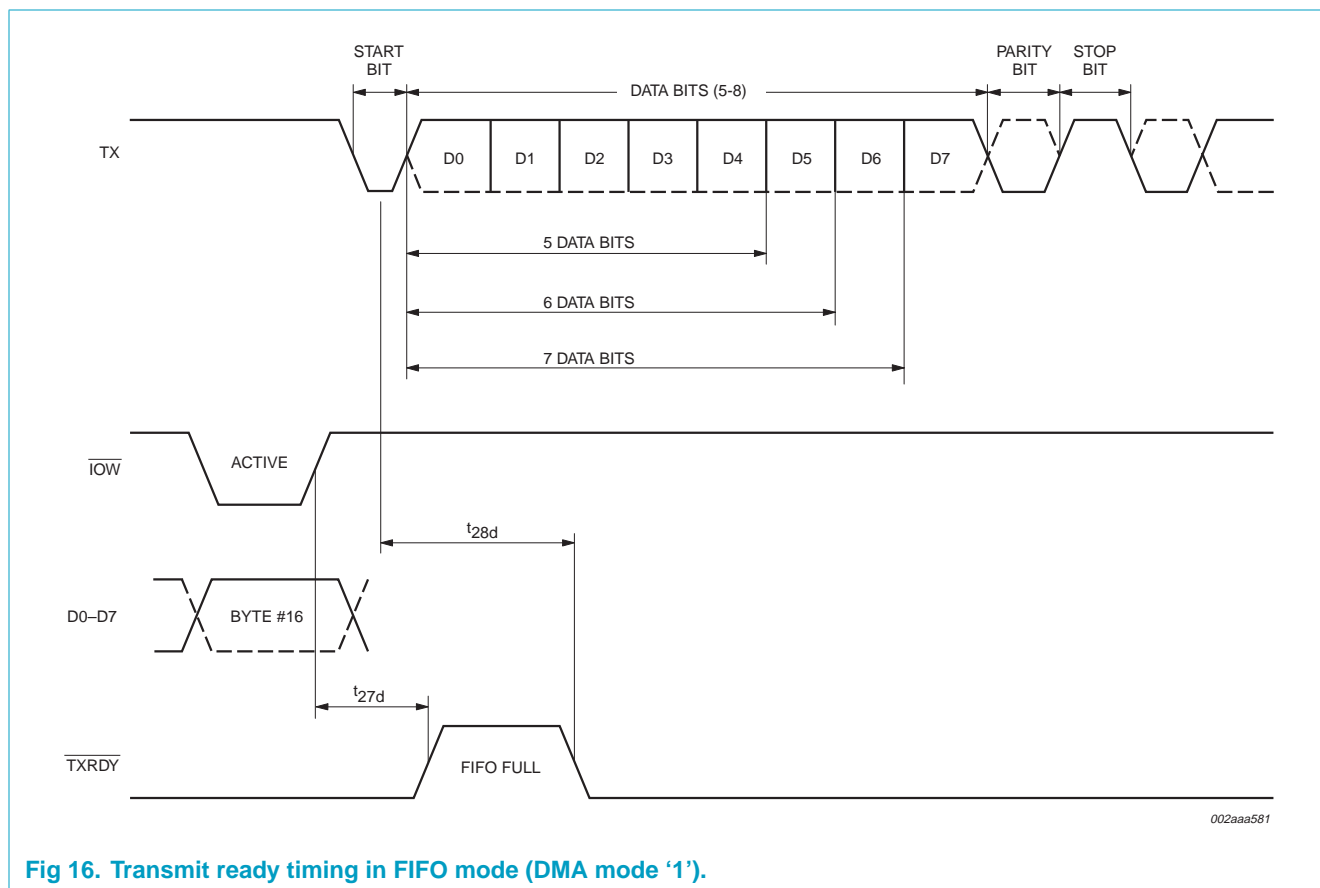 START
BIT
DATA BITS (5-8)
PARITY
BIT
STOP
BIT
TX
D0
D1
D2
D3
D4
D5
D6
D7
5 DATA BITS
6 DATA BITS
7 DATA BITS
IOW
ACTIVE
t28d
D0–D7
BYTE #16
t27d
TXRDY
FIFO FULL
002aaa581
Fig 16. Transmit ready timing in FIFO mode (DMA mode ‘1’).